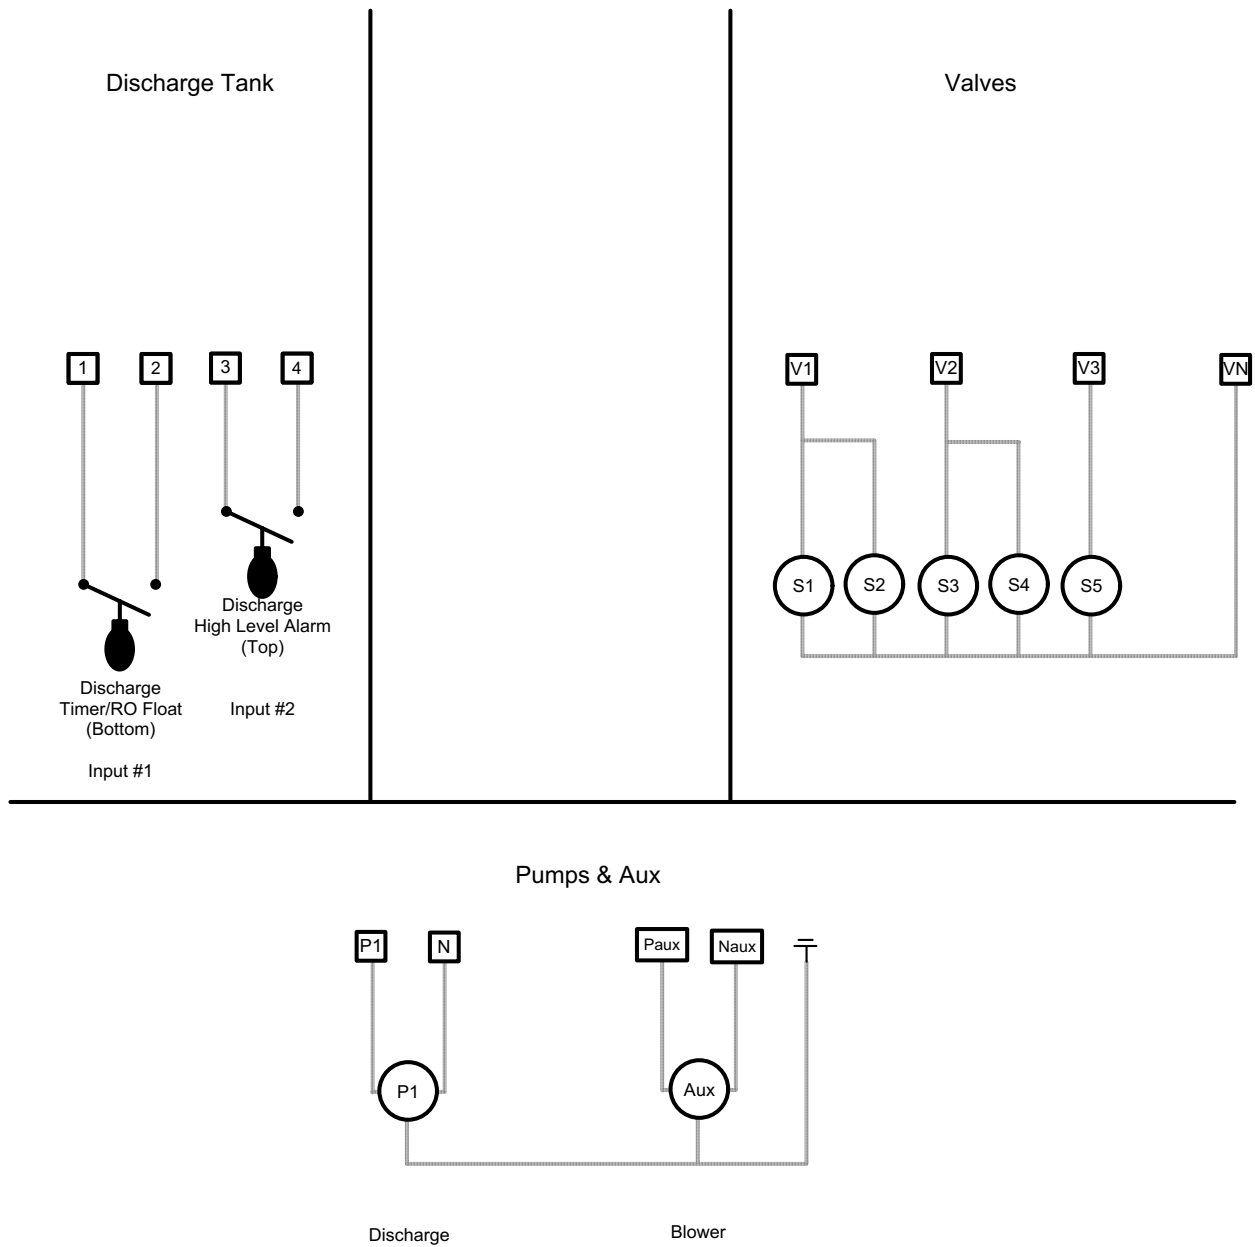 Discharge Tank
Valves
1
2
3
4
V1
V2
V3
VN
S1
S2
S3
S4
S5
Discharge
High Level Alarm
(Top)
Input #2
Discharge
Timer/RO Float
(Bottom)
Input #1
Pumps & Aux
P1
N
Paux
Naux
P1
Aux
Discharge
Blower